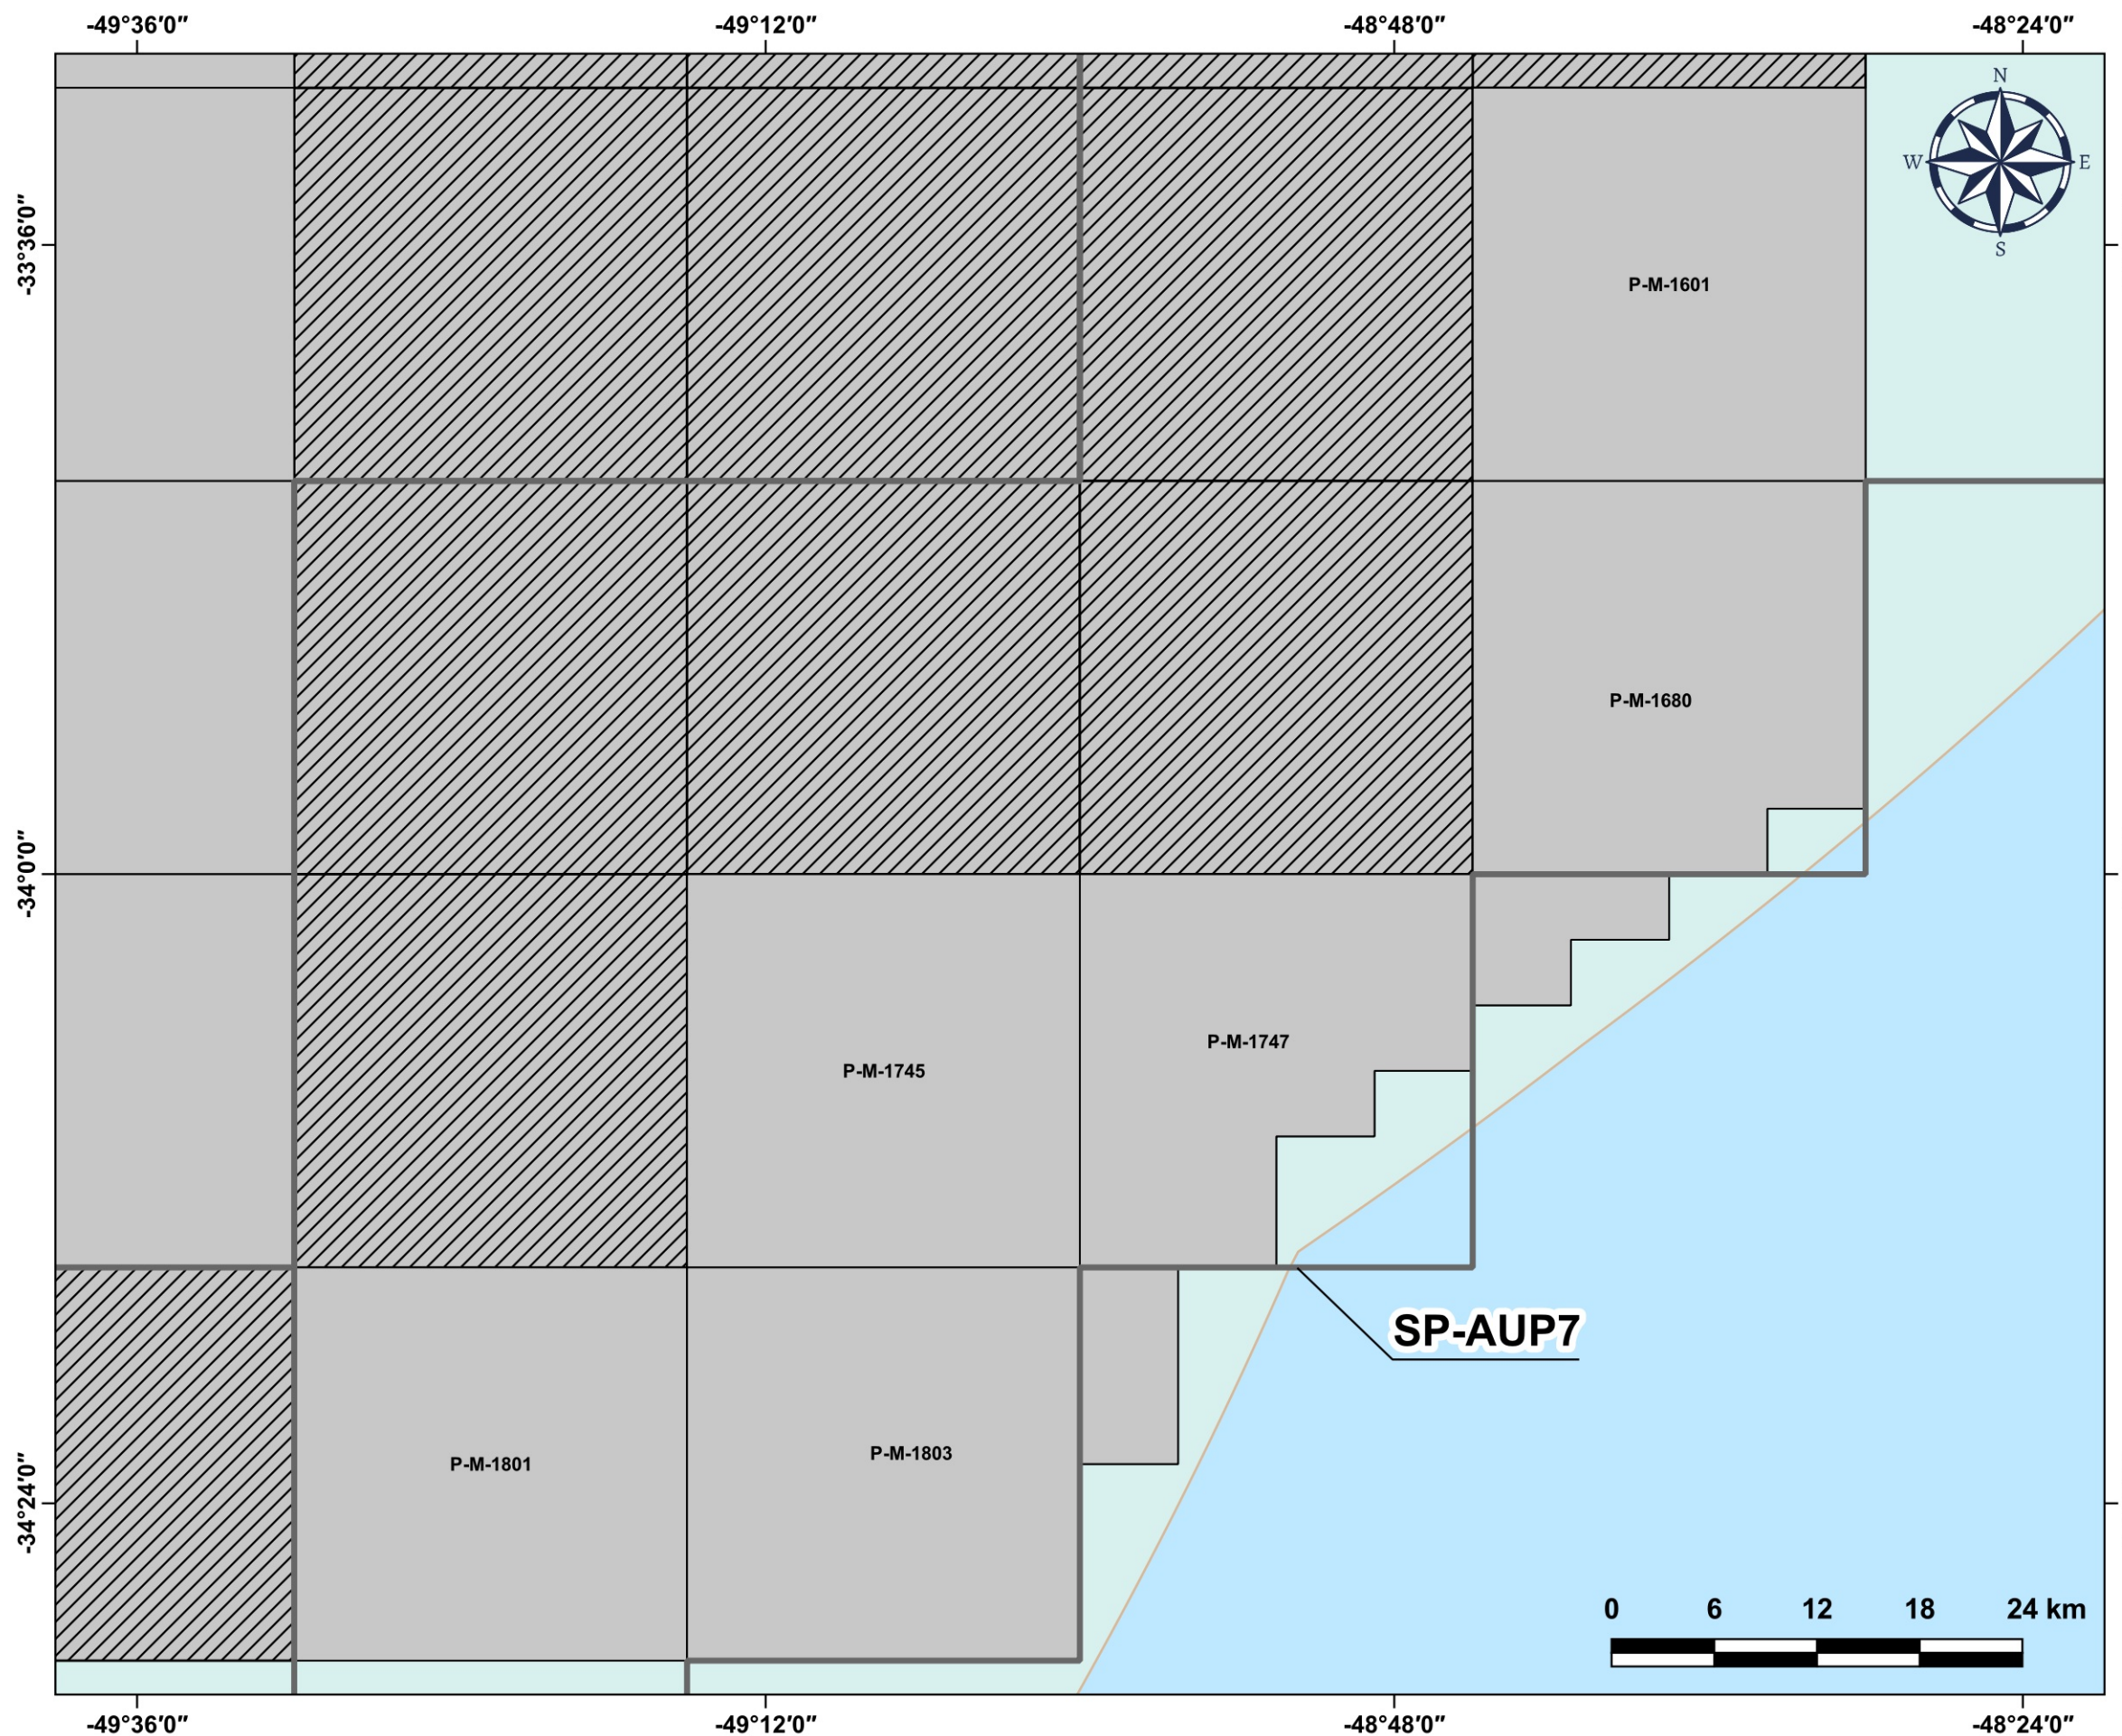 -49°36′0″ -49°12′0″ -48°48′0″ -48°24′0″
N
W E
S
-33°36′0″
P-M-1601
P-M-1680
-34°0′0″
P-M-1747
P-M-1745
SP-AUP7
P-M-1803
P-M-1801
-34°24′0″
0 6 12 18 24 km
-49°36′0″ -49°12′0″ -48°48′0″ -48°24′0″